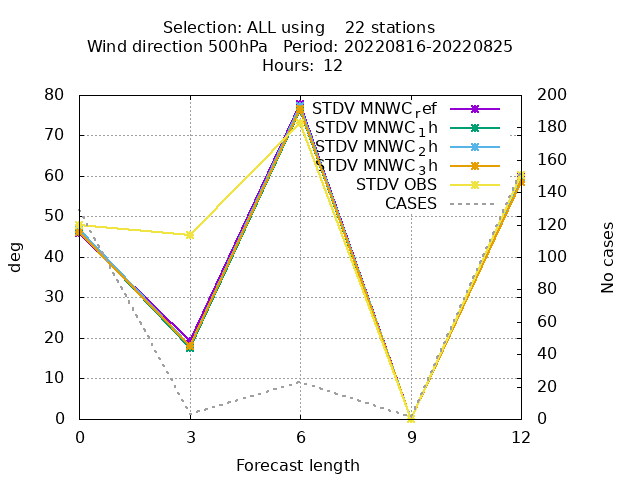 Selection: ALL using    22 stations
Wind direction 500hPa   Period: 20220816-20220825
Hours: 12
80 200
STDV MNWC_ref
180
70
STDV MNWC_1h
160
STDV MNWC_2h
60
STDV MNWC_3h
140
STDV OBS
50
CASES
120
deg
40 100
No cases
30
80
60
20
40
10
20
0 0
0 3 6 9 12
Forecast length